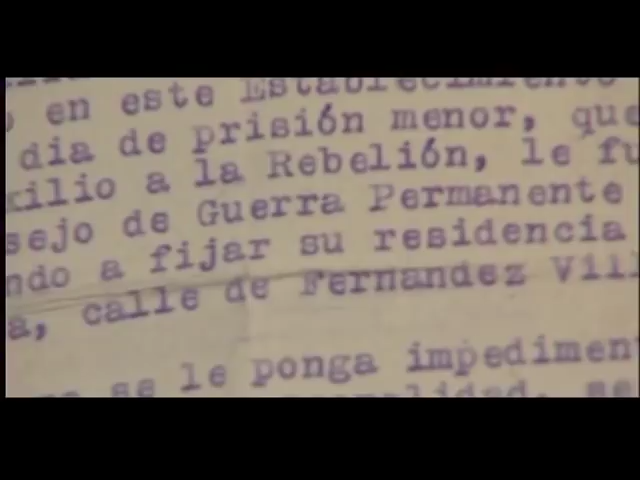 en este Establecimiento
dia de prisión menor, que
xilio a la Rebelión, le fu
sejo de Guerra Permanente
ndo a fijar su residencia
a, calle de Fernandez Vill
se le ponga impedimen